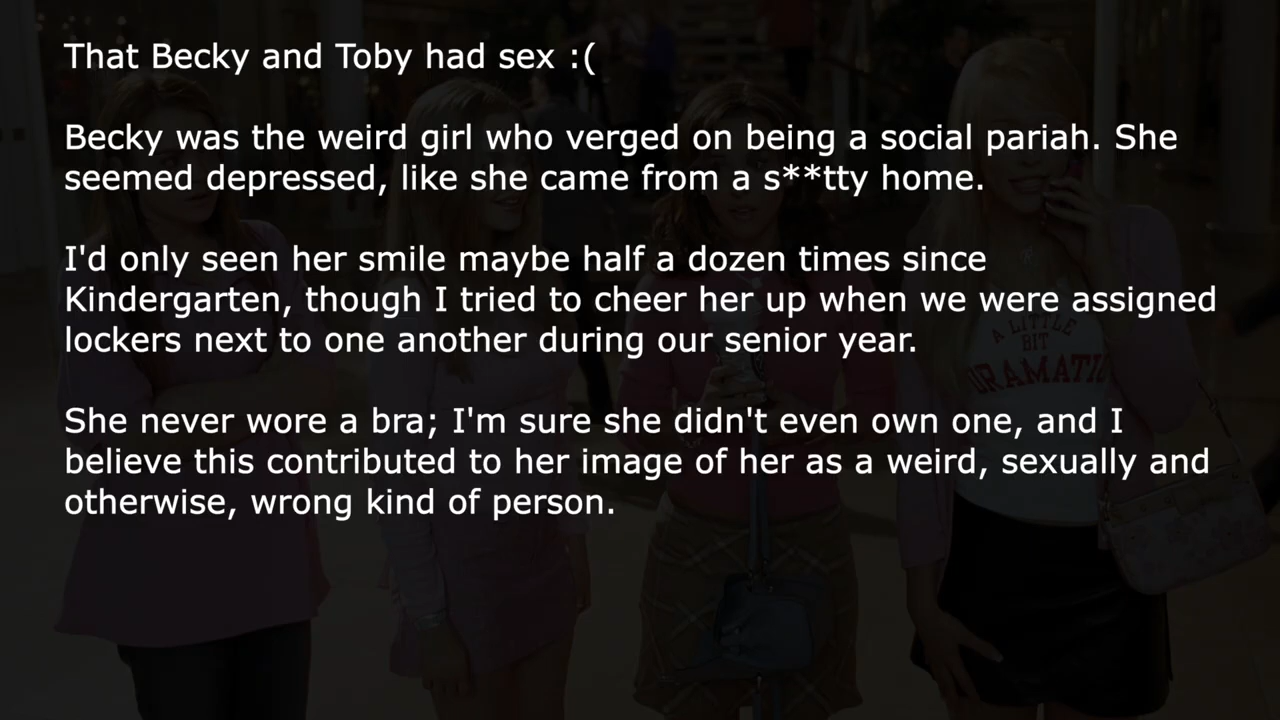 That Becky and Toby had sex :(
Becky was the weird girl who verged on being a social pariah. She
seemed depressed, like she came from a s**tty home.
I'd only seen her smile maybe half a dozen times since
Kindergarten, though I tried to cheer her up when we were assigned
lockers next to one another during our senior year.
She never wore a bra; I'm sure she didn't even own one, and I
believe this contributed to her image of her as a weird, sexually and
otherwise, wrong kind of person.
A LITTLE
BIT
DRAMATIC